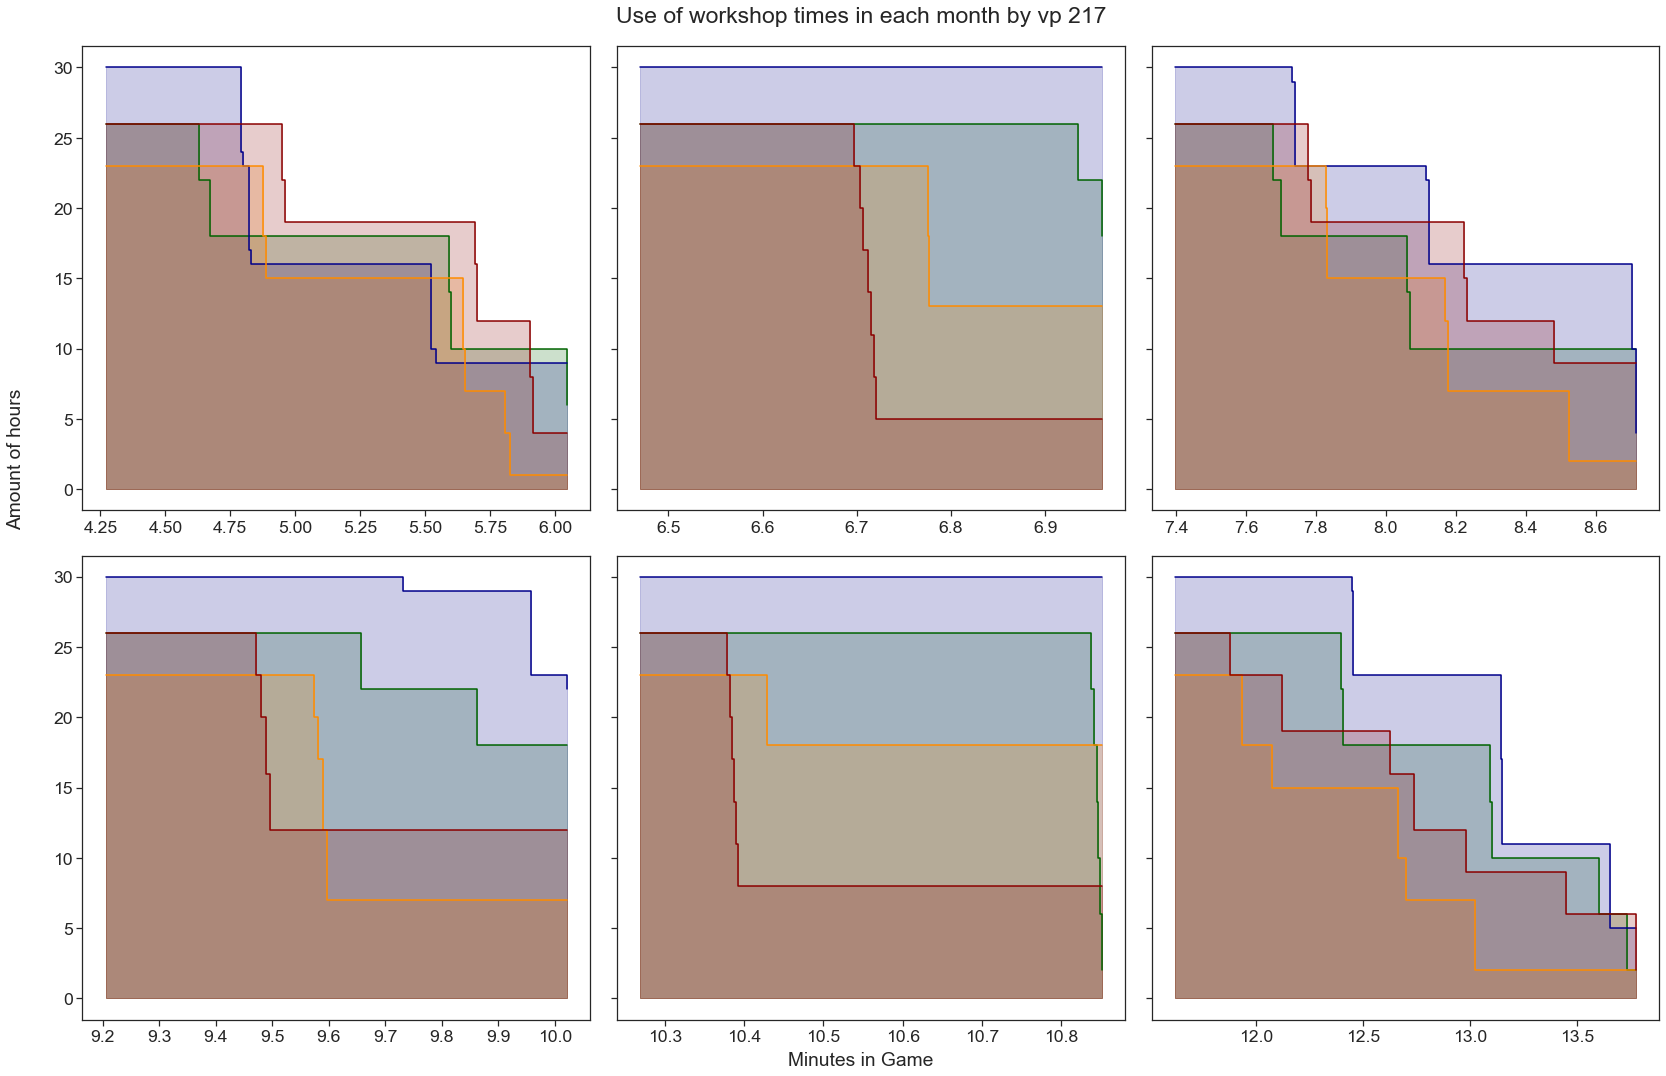 Use of workshop times in each month by vp 217
Amount of hours
30
25
20
15
10
5
0
4.25 4.50 4.75 5.00 5.25 5.50 5.75 6.00
6.5 6.6 6.7 6.8 6.9
7.4 7.6 7.8 8.0 8.2 8.4 8.6
30
25
20
15
10
5
0
9.2 9.3 9.4 9.5 9.6 9.7 9.8 9.9 10.0
10.3 10.4 10.5 10.6 10.7 10.8
12.0 12.5 13.0 13.5
Minutes in Game